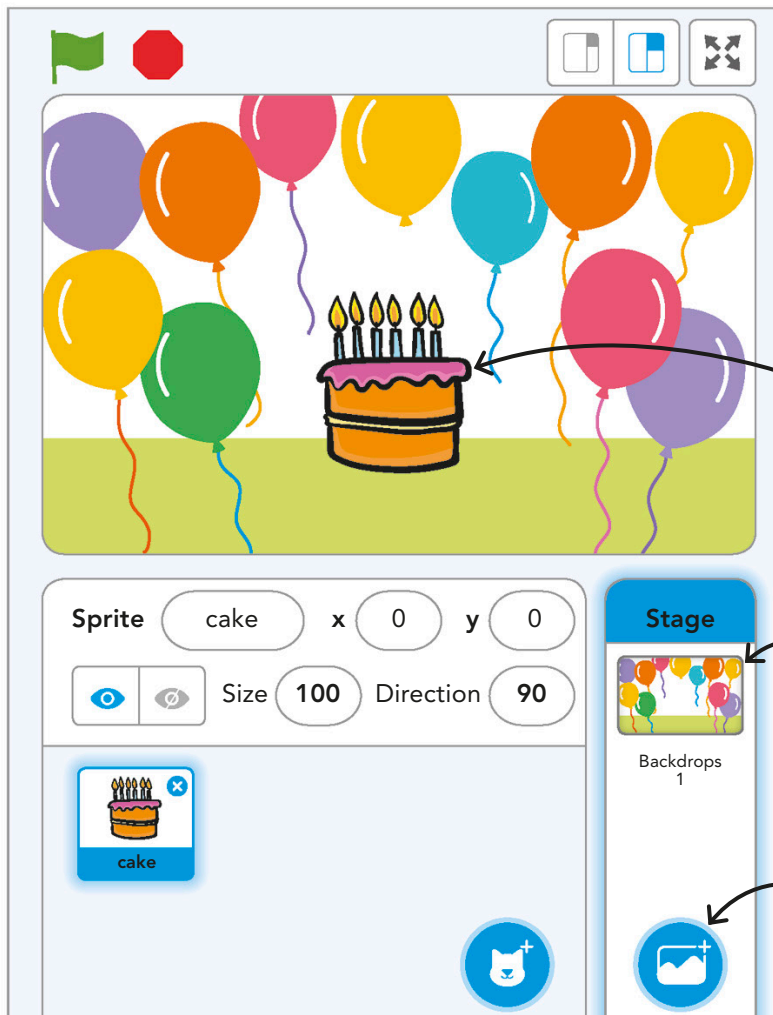 Sprite cake x 0 y 0
Size 100 Direction 90
cake
Stage
Backdrops
1